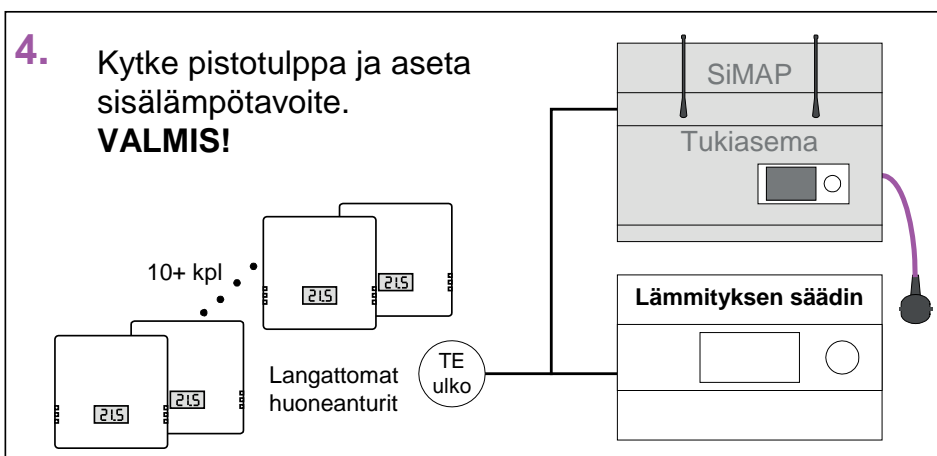 4.
Kytke pistotulppa ja aseta
sisälämpötavoite.
VALMIS!
SiMAP
Tukiasema
10+ kpl
21.5
21.5
21.5
21.5
Langattomat
huoneanturit
TE
ulko
Lämmityksen säädin